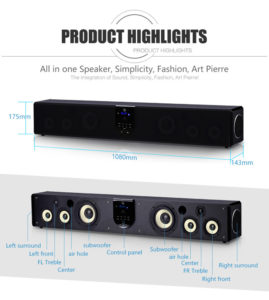 PRODUCT HIGHLIGHTS
PRODUCT HIGHLIGHTS
All in one Speaker, Simplicity, Fashion, Art Pierre
The integration of Sound, Simplicity, Fashion, Art Pierre!
175mm
1080mm
143mm
Left surround
Left front
FL Treble
Center
air hole
subwoofer
Control panel
Subwoofer
air hole
Center
FR Treble
Right front
Right surround